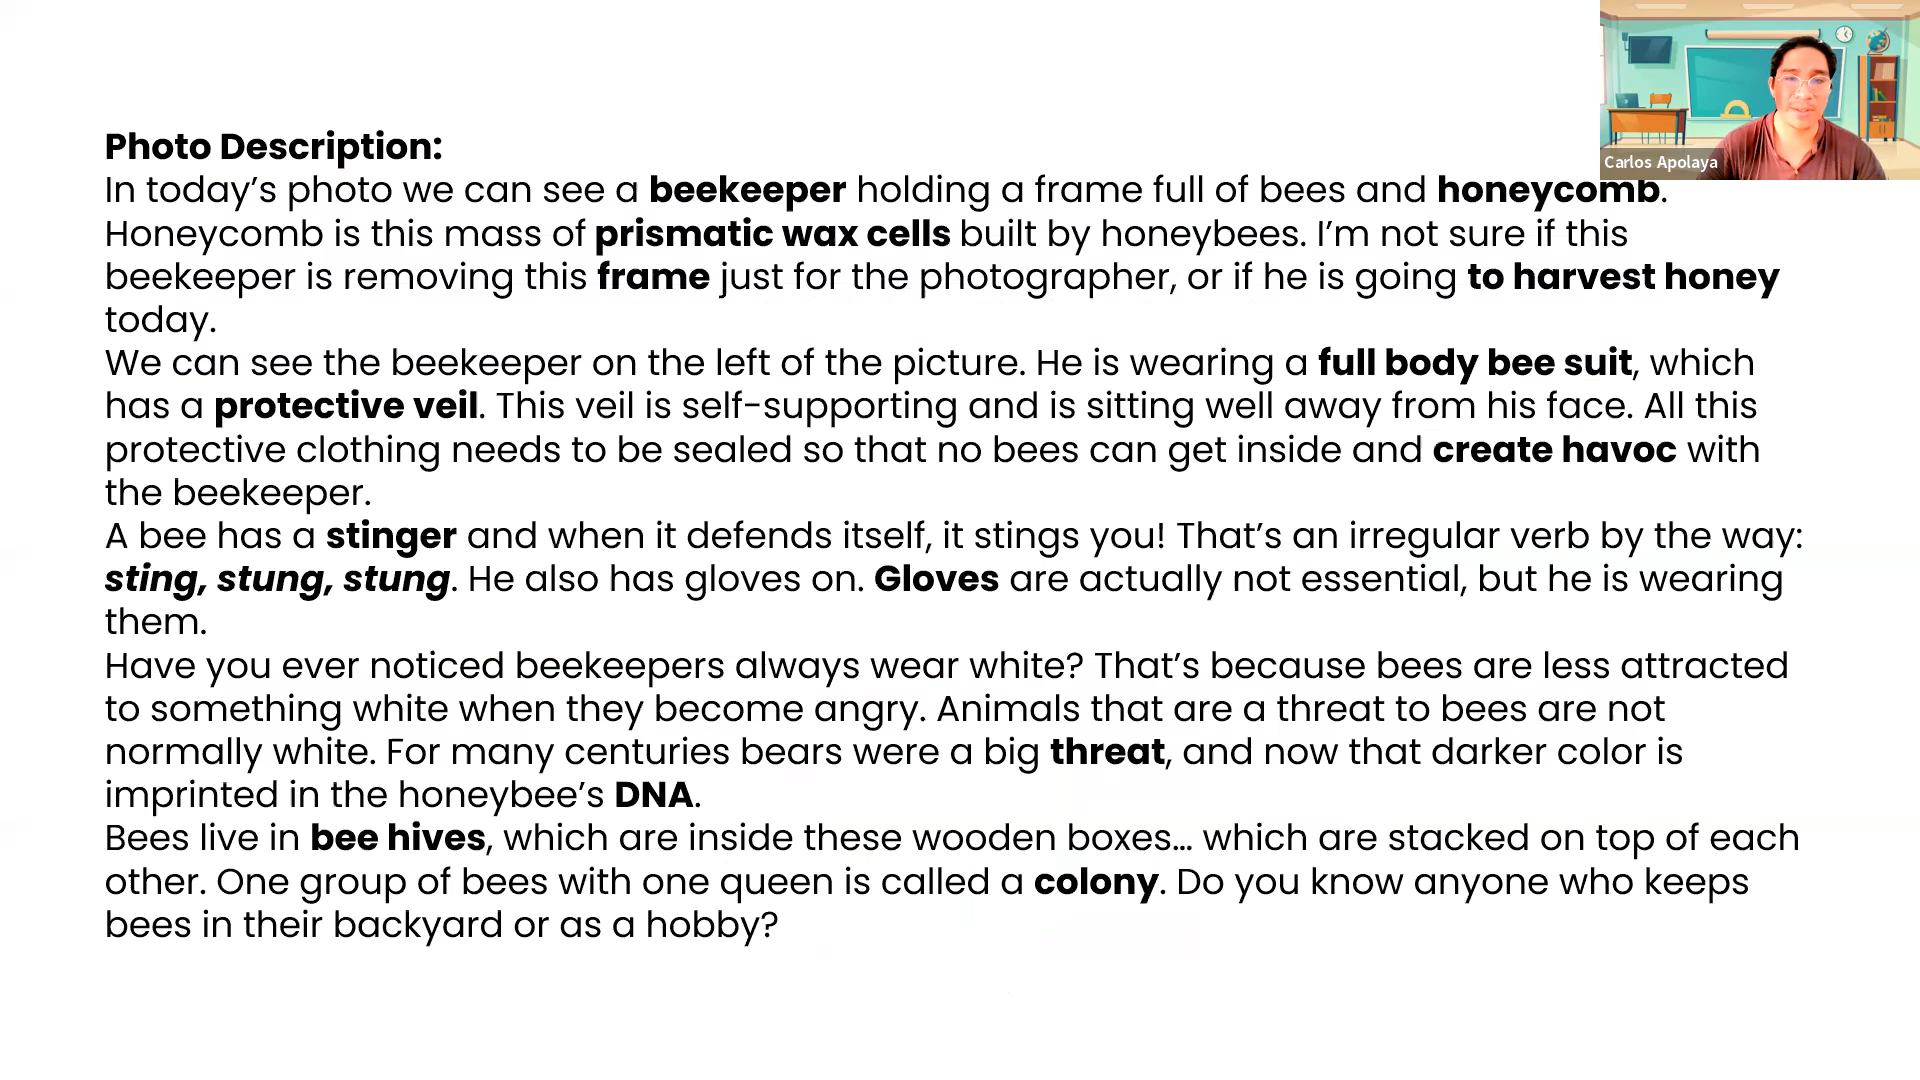 Photo Description:
In today’s photo we can see a beekeeper holding a frame full of bees and honeycomb.
Honeycomb is this mass of prismatic wax cells built by honeybees. I’m not sure if this
beekeeper is removing this frame just for the photographer, or if he is going to harvest honey
today.
We can see the beekeeper on the left of the picture. He is wearing a full body bee suit, which
has a protective veil. This veil is self-supporting and is sitting well away from his face. All this
protective clothing needs to be sealed so that no bees can get inside and create havoc with
the beekeeper.
A bee has a stinger and when it defends itself, it stings you! That’s an irregular verb by the way:
sting, stung, stung. He also has gloves on. Gloves are actually not essential, but he is wearing
them.
Have you ever noticed beekeepers always wear white? That’s because bees are less attracted
to something white when they become angry. Animals that are a threat to bees are not
normally white. For many centuries bears were a big threat, and now that darker color is
imprinted in the honeybee’s DNA.
Bees live in bee hives, which are inside these wooden boxes… which are stacked on top of each
other. One group of bees with one queen is called a colony. Do you know anyone who keeps
bees in their backyard or as a hobby?
Carlos Apolaya